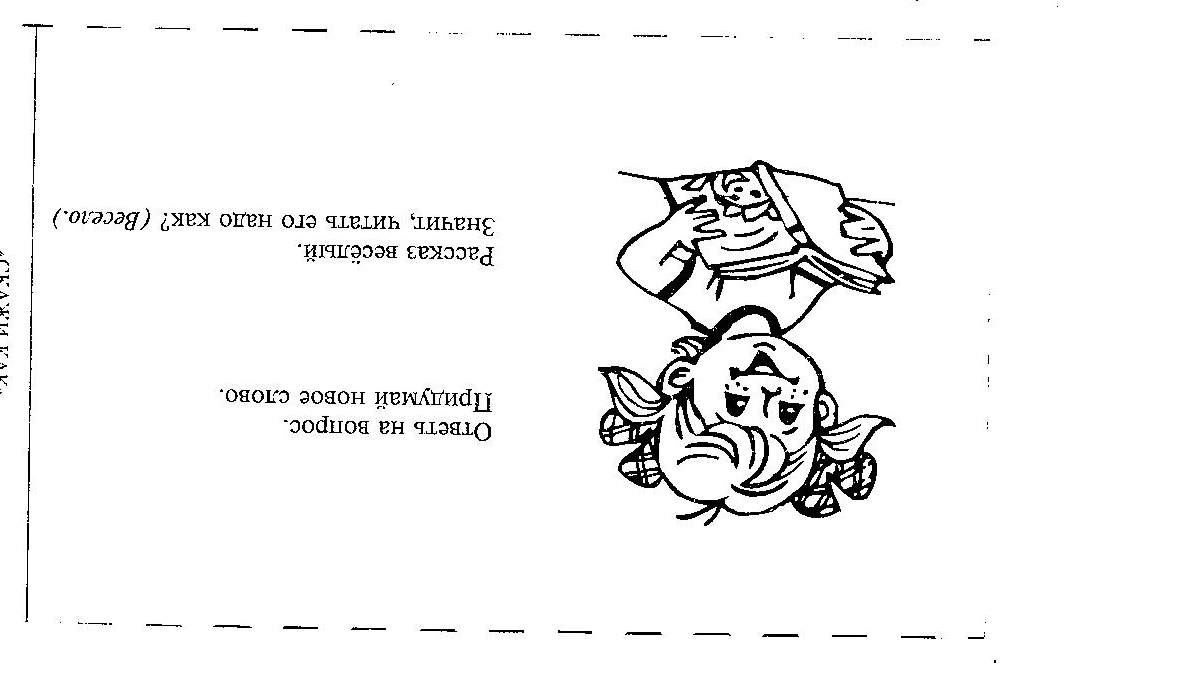 Ответь на вопрос.
Придумай новое слово.
Рассказ весёлый.
Значит, читать его надо как? (Весело.)